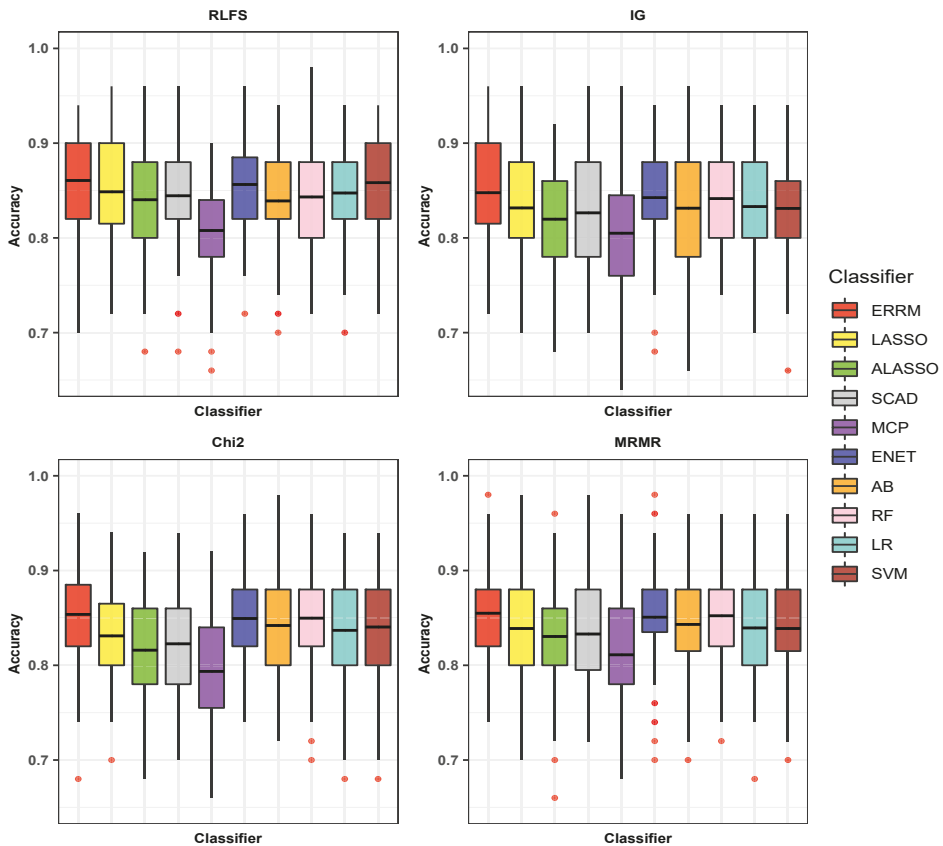 RLFS
IG
1.0
0.9
0.8
0.7
Accuracy
Classifier
1.0
0.9
0.8
0.7
Accuracy
Classifier
Chi2
MRMR
1.0
0.9
0.8
0.7
Accuracy
Classifier
1.0
0.9
0.8
0.7
Accuracy
Classifier
Classifier
ERRM
LASSO
ALASSO
SCAD
MCP
ENET
AB
RF
LR
SVM